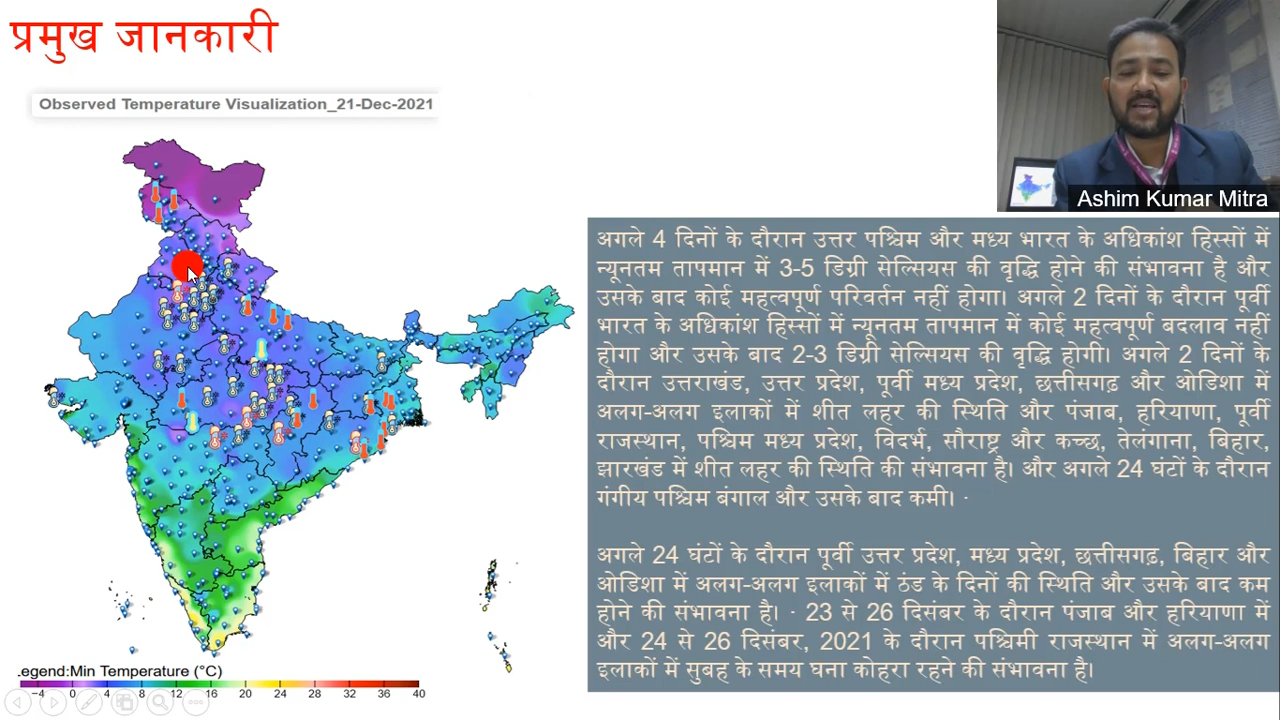 प्रमुख जानकारी
Observed Temperature Visualization_21-Dec-2021
Ashim Kumar Mitra
अगले 4 दिनों के दौरान उत्तर पश्चिम और मध्य भारत के अधिकांश हिस्सों में
न्यूनतम तापमान में 3-5 डिग्री सेल्सियस की वृद्धि होने की संभावना है और
उसके बाद कोई महत्वपूर्ण परिवर्तन नहीं होगा। अगले 2 दिनों के दौरान पूर्वी
भारत के अधिकांश हिस्सों में न्यूनतम तापमान में कोई महत्वपूर्ण बदलाव नहीं
होगा और उसके बाद 2-3 डिग्री सेल्सियस की वृद्धि होगी। अगले 2 दिनों के
दौरान उत्तराखंड, उत्तर प्रदेश, पूर्वी मध्य प्रदेश, छत्तीसगढ़ और ओडिशा में
अलग-अलग इलाकों में शीत लहर की स्थिति और पंजाब, हरियाणा, पूर्वी
राजस्थान, पश्चिम मध्य प्रदेश, विदर्भ, सौराष्ट्र और कच्छ, तेलंगाना, बिहार,
झारखंड में शीत लहर की स्थिति की संभावना है। और अगले 24 घंटों के दौरान
गंगीय पश्चिम बंगाल और उसके बाद कमी। ·
अगले 24 घंटों के दौरान पूर्वी उत्तर प्रदेश, मध्य प्रदेश, छत्तीसगढ़, बिहार और
ओडिशा में अलग-अलग इलाकों में ठंड के दिनों की स्थिति और उसके बाद कम
होने की संभावना है। · 23 से 26 दिसंबर के दौरान पंजाब और हरियाणा में
और 24 से 26 दिसंबर, 2021 के दौरान पश्चिमी राजस्थान में अलग-अलग
इलाकों में सुबह के समय घना कोहरा रहने की संभावना है।
.egend:Min Temperature (°C)
−4 0 4 8 12 16 20 24 28 32 36 40